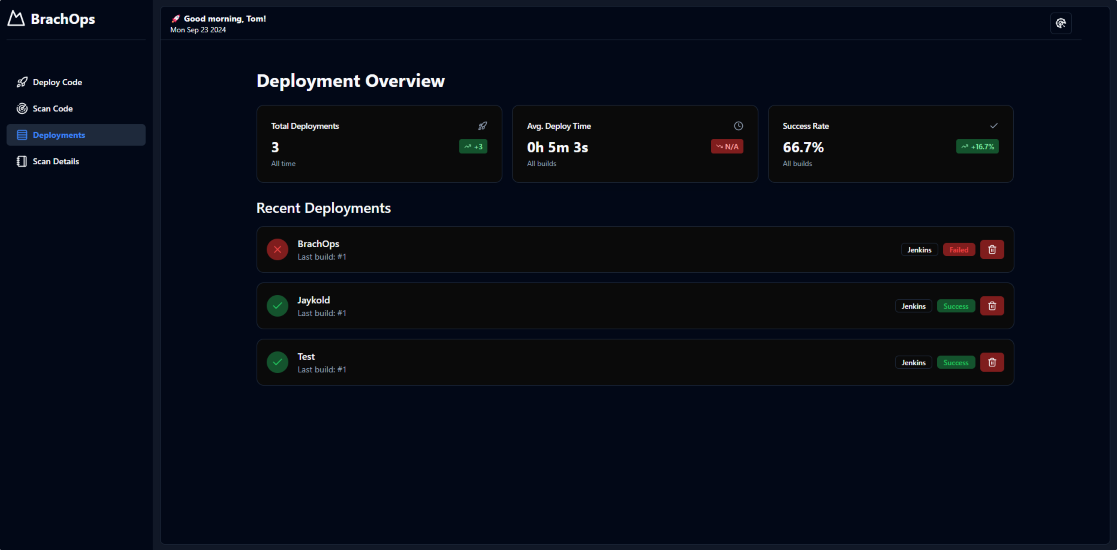 BrachOps
🚀 Good morning, Tom!
Mon Sep 23 2024
Deploy Code
Scan Code
Deployments
Scan Details
Deployment Overview
Total Deployments
3
+3
All time
Avg. Deploy Time
0h 5m 3s
N/A
All builds
Success Rate
66.7%
+16.7%
All builds
Recent Deployments
BrachOps
Last build: #1
Jenkins
Failed
Jaykold
Last build: #1
Jenkins
Success
Test
Last build: #1
Jenkins
Success